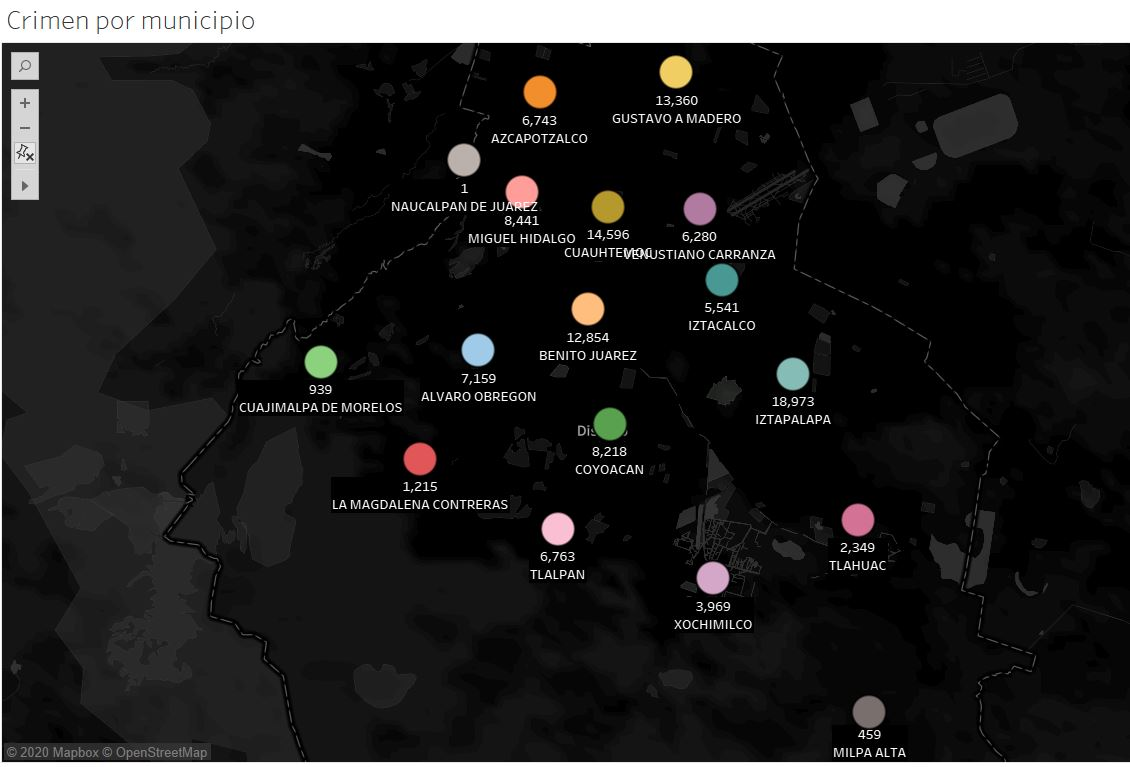 Crimen por municipio
13,360
GUSTAVO A MADERO
6,743
AZCAPOTZALCO
1
NAUCALPAN DE JUAREZ
8,441
MIGUEL HIDALGO
14,596
CUAUHTEMOC
6,280
VENUSTIANO CARRANZA
5,541
IZTACALCO
12,854
BENITO JUAREZ
7,159
ALVARO OBREGON
939
CUAJIMALPA DE MORELOS
18,973
IZTAPALAPA
8,218
COYOACAN
1,215
LA MAGDALENA CONTRERAS
6,763
TLALPAN
2,349
TLAHUAC
3,969
XOCHIMILCO
459
MILPA ALTA
© 2020 Mapbox © OpenStreetMap